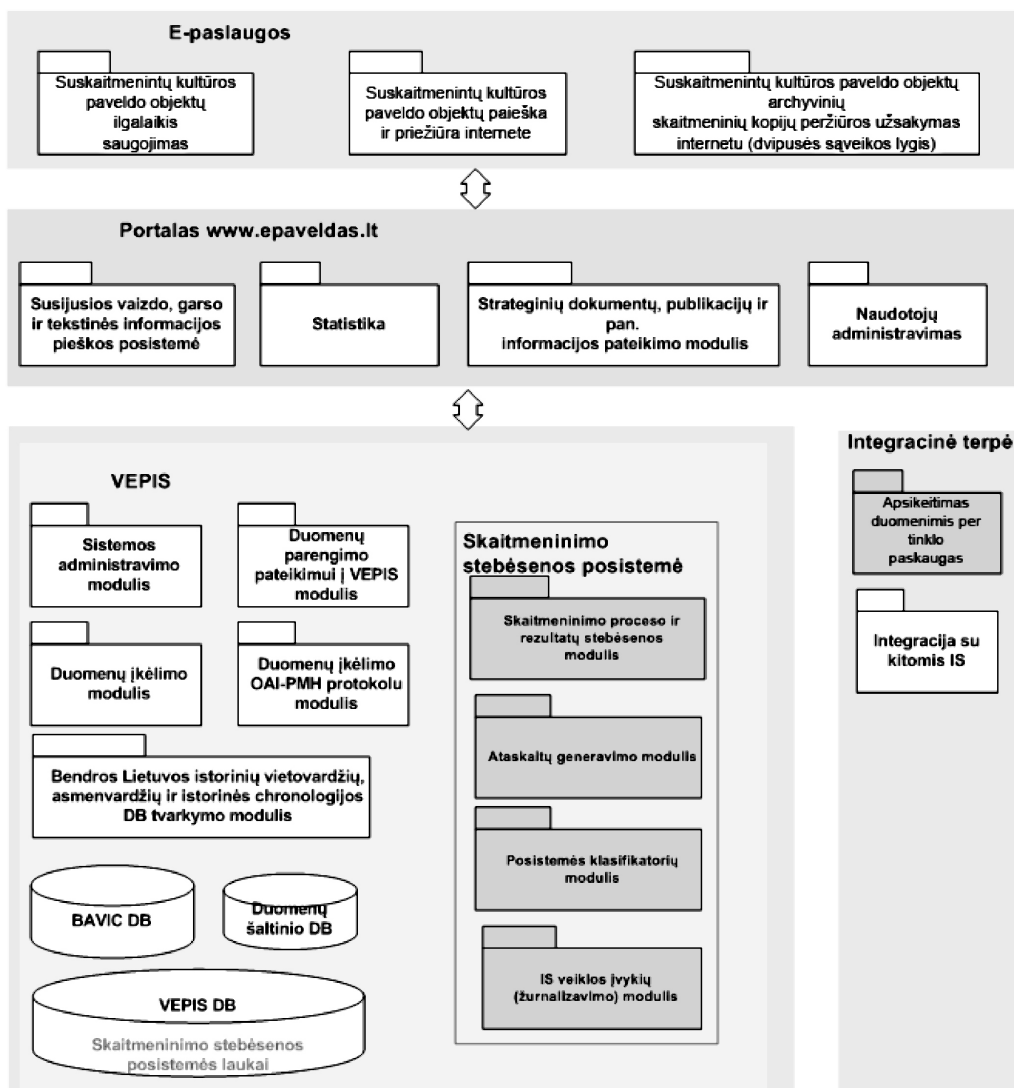 E-paslaugos
Suskaitmenintų kultūros
paveldo objektų
ilgalaikis
saugojimas
Suskaitmenintų kultūros
paveldo objektų paieška
ir priežiūra internete
Suskaitmenintų kultūros paveldo objektų
archyvinių
skaitmeninių kopijų peržiūros užsakymas
internetu (dvipusės sąveikos lygis)
Portalas www.epaveldas.lt
Susijusios vaizdo, garso
ir tekstinės informacijos
pieškos posistemė
Statistika
Strateginių dokumentų, publikacijų ir
pan.
informacijos pateikimo modulis
Naudotojų
administravimas
VEPIS
Sistemos
administravimo
modulis
Duomenų
parengimo
pateikimui į VEPIS
modulis
Duomenų įkėlimo
modulis
Duomenų įkėlimo
OAI-PMH protokolu
modulis
Bendros Lietuvos istorinių vietovardžių,
asmenvardžių ir istorinės chronologijos
DB tvarkymo modulis
BAVIC DB
Duomenų
šaltinio DB
VEPIS DB
Skaitmeninimo stebėsenos
posistemės laukai
Skaitmeninimo
stebėsenos posistemė
Skaitmeninimo proceso ir
rezultatų stebėsenos
modulis
Ataskaitų generavimo modulis
Posistemės klasifikatorių
modulis
IS veiklos įvykių
(žurnalizavimo) modulis
Integracinė terpė
Apsikeitimas
duomenimis per
tinklo
paskaugas
Integracija su
kitomis IS